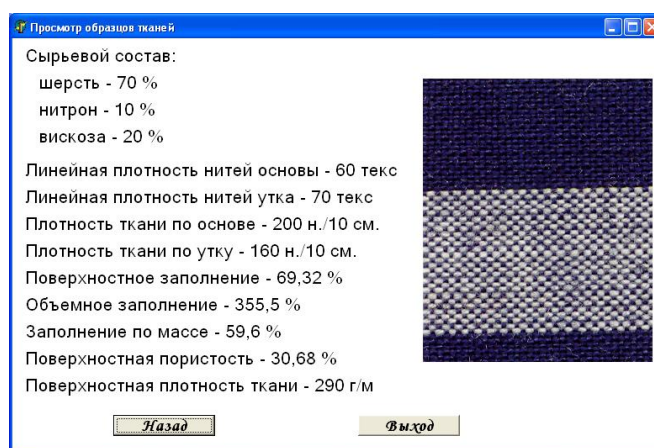 Просмотр образцов тканей
Сырьевой состав:
шерсть - 70 %
нитрон - 10 %
вискоза - 20 %
Линейная плотность нитей основы - 60 текс
Линейная плотность нитей утка - 70 текс
Плотность ткани по основе - 200 н./10 см.
Плотность ткани по утку - 160 н./10 см.
Поверхностное заполнение - 69,32 %
Объемное заполнение - 355,5 %
Заполнение по массе - 59,6 %
Поверхностная пористость - 30,68 %
Поверхностная плотность ткани - 290 г/м
Назад
Выход